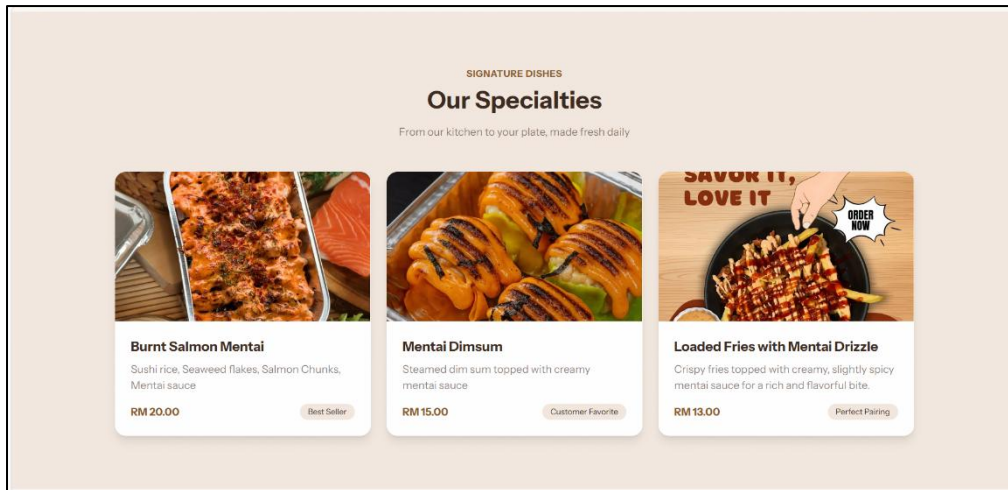 SIGNATURE DISHES
Our Specialties
From our kitchen to your plate, made fresh daily
SAVOR IT,
LOVE IT
ORDER
NOW
Burnt Salmon Mentai
Sushi rice, Seaweed flakes, Salmon Chunks,
Mentai sauce
RM 20.00
Best Seller
Mentai Dimsum
Steamed dim sum topped with creamy
mentai sauce
RM 15.00
Customer Favorite
Loaded Fries with Mentai Drizzle
Crispy fries topped with creamy, slightly spicy
mentai sauce for a rich and flavorful bite.
RM 13.00
Perfect Pairing